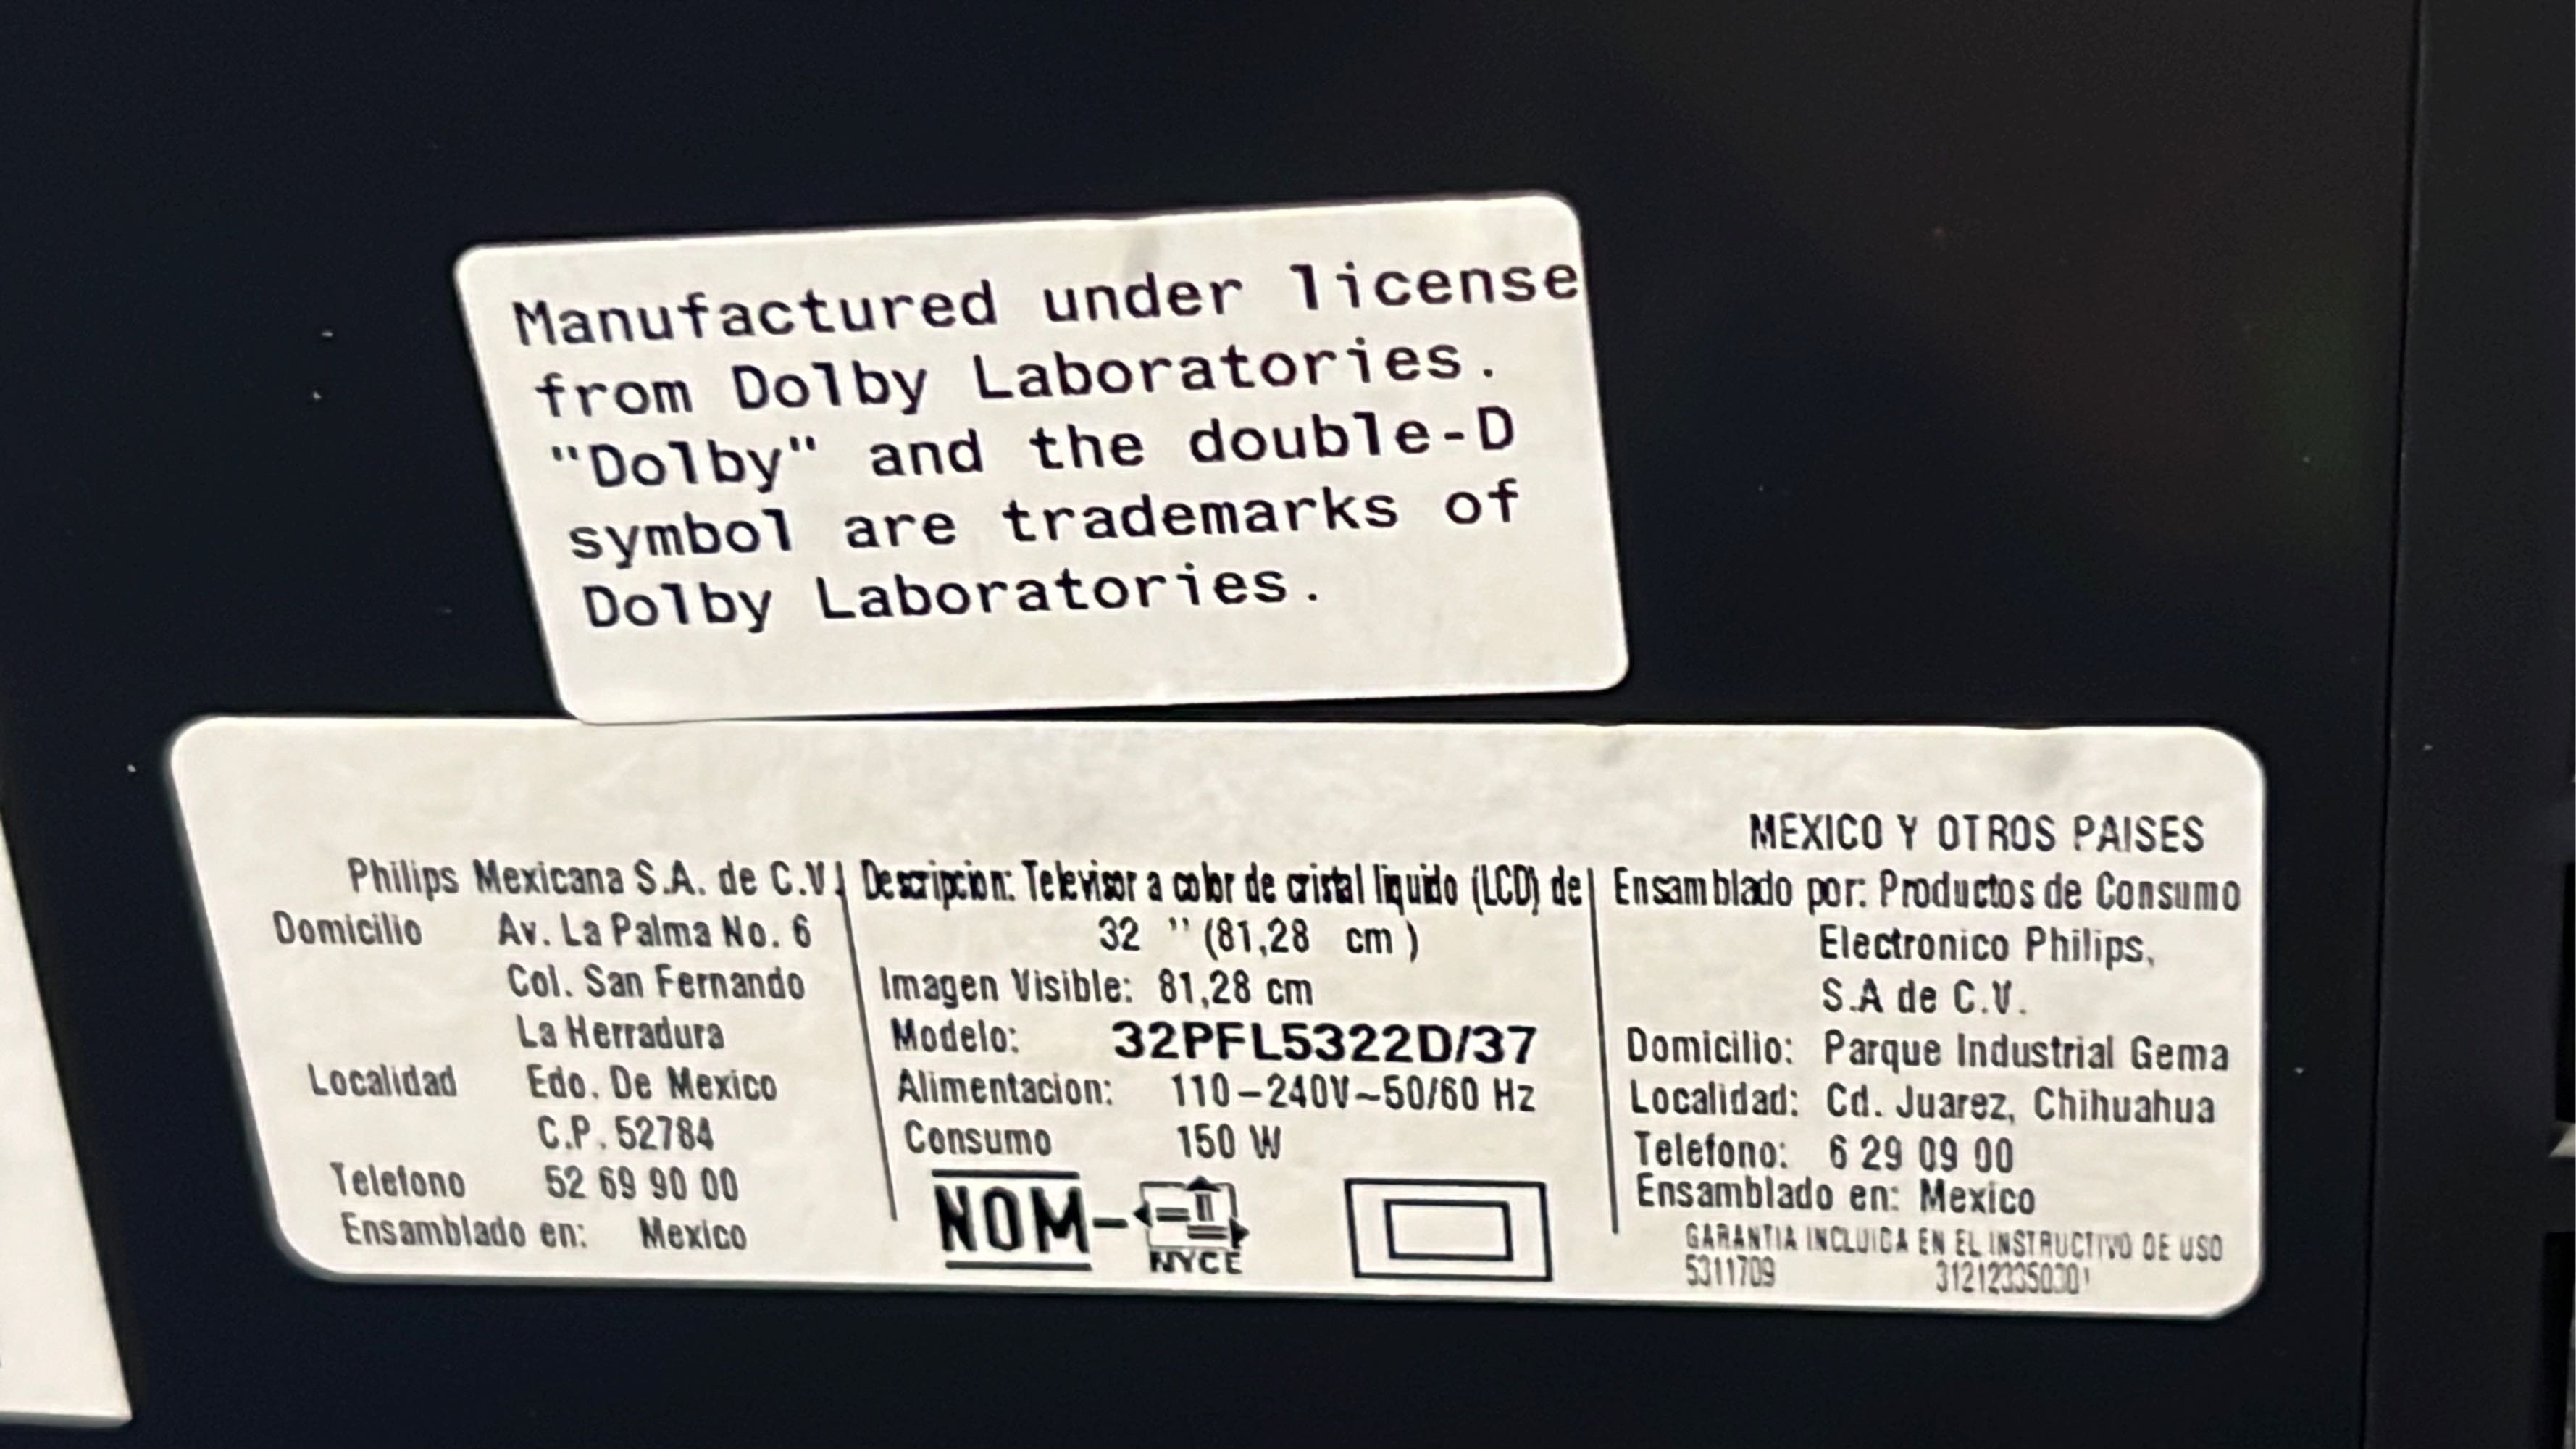 Manufactured under license
from Dolby Laboratories.
"Dolby" and the double-D
symbol are trademarks of
Dolby Laboratories.
Philips Mexicana S.A. de C.V.
Domicilio Av. La Palma No. 6
Col. San Fernando
La Herradura
Localidad Edo. De Mexico
C.P. 52784
Telefono 52 69 90 00
Ensamblado en: Mexico
Descripcion: Televisor a color de cristal liquido (LCD) de
32 " (81,28 cm )
Imagen Visible: 81,28 cm
Modelo: 32PFL5322D/37
Alimentacion: 110-240V~50/60 Hz
Consumo 150 W
NOM-
NYCE
MEXICO Y OTROS PAISES
Ensamblado por: Productos de Consumo
Electronico Philips,
S.A de C.V.
Domicilio: Parque Industrial Gema
Localidad: Cd. Juarez, Chihuahua
Telefono: 6 29 09 00
Ensamblado en: Mexico
GARANTIA INCLUIDA EN EL INSTRUCTIVO DE USO
5311709